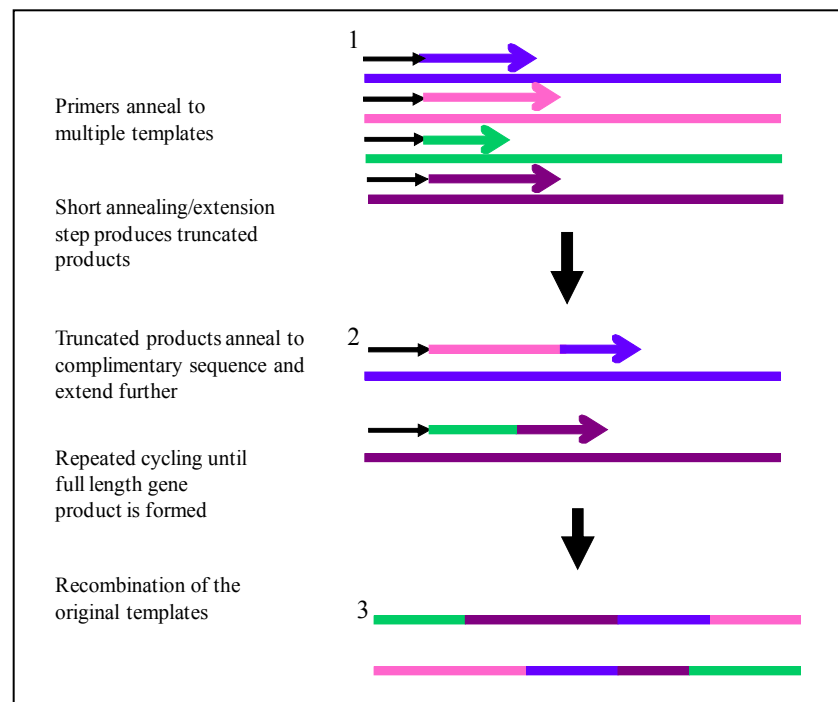 1
Primers anneal to
multiple templates
Short annealing/extension
step produces truncated
products
2
Truncated products anneal to
complimentary sequence and
extend further
Repeated cycling until
full length gene
product is formed
Recombination of the
original templates
3